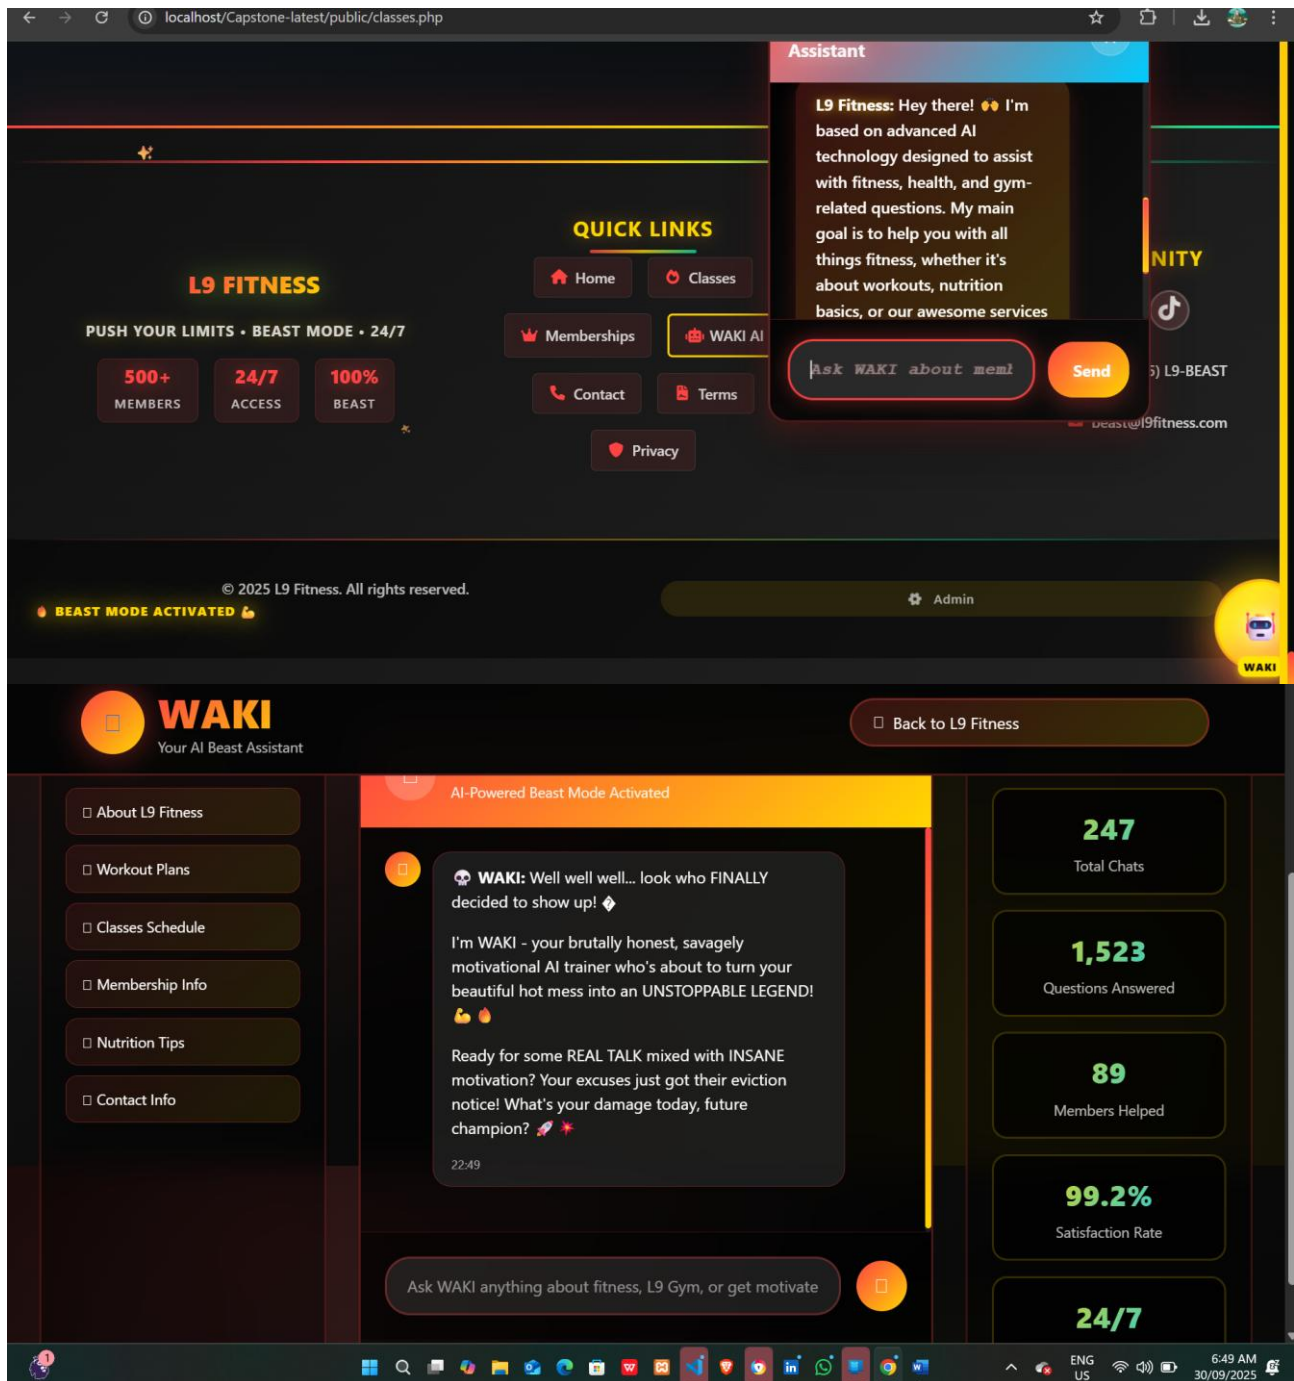 localhost/Capstone-latest/public/classes.php
Assistant
L9 Fitness: Hey there! 🙌 I'm
based on advanced AI
technology designed to assist
with fitness, health, and gym-
related questions. My main
goal is to help you with all
things fitness, whether it's
about workouts, nutrition
basics, or our awesome services
Send
L9 FITNESS
PUSH YOUR LIMITS • BEAST MODE • 24/7
500+
MEMBERS
24/7
ACCESS
100%
BEAST
QUICK LINKS
Home
Classes
Memberships
WAKI AI
Contact
Terms
Privacy
NITY
L9-BEAST
beast@l9fitness.com
© 2025 L9 Fitness. All rights reserved.
🔥 BEAST MODE ACTIVATED 💪
Admin
WAKI
WAKI
Your AI Beast Assistant
Back to L9 Fitness
About L9 Fitness
Workout Plans
Classes Schedule
Membership Info
Nutrition Tips
Contact Info
AI-Powered Beast Mode Activated
💀 WAKI: Well well well... look who FINALLY
decided to show up! �
I'm WAKI - your brutally honest, savagely
motivational AI trainer who's about to turn your
beautiful hot mess into an UNSTOPPABLE LEGEND!
💪 🔥
Ready for some REAL TALK mixed with INSANE
motivation? Your excuses just got their eviction
notice! What's your damage today, future
champion? 🚀 💥
22:49
Ask WAKI anything about fitness, L9 Gym, or get motivate
247
Total Chats
1,523
Questions Answered
89
Members Helped
99.2%
Satisfaction Rate
24/7
1
ENG
US
6:49 AM
30/09/2025